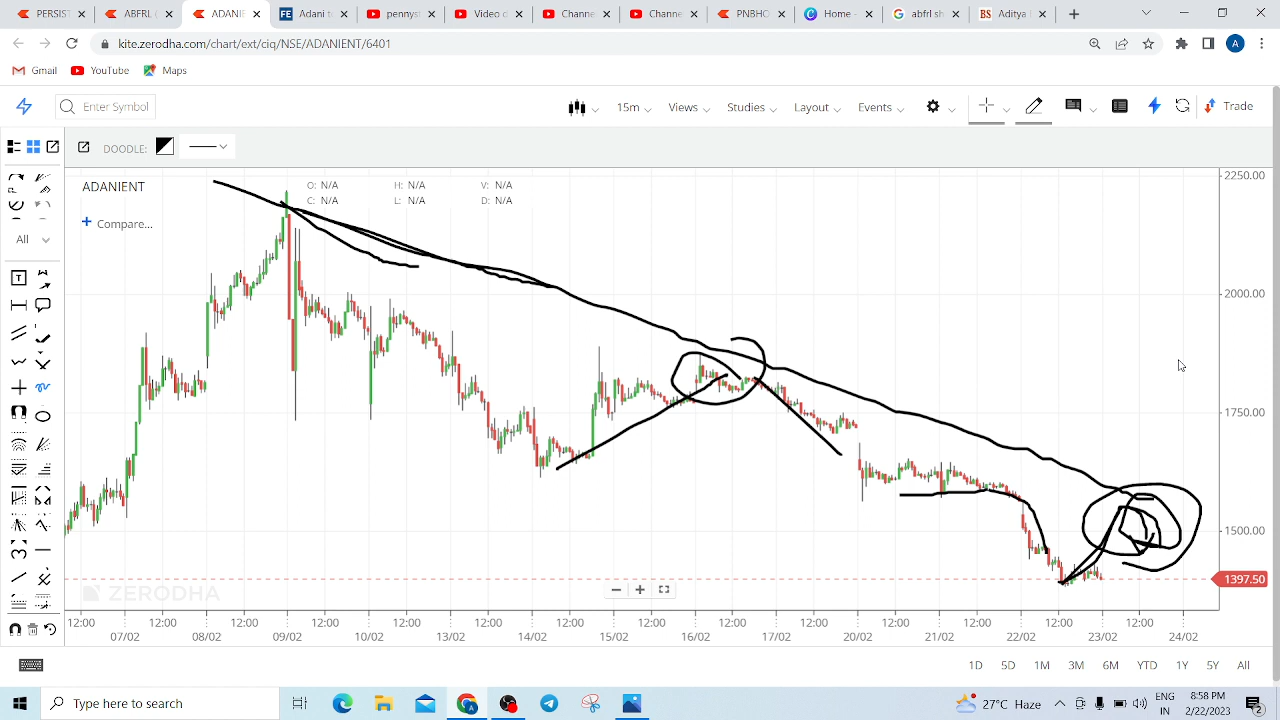 PERSIS
ADANIE
ADANIE
Adani
pennys
Video c
Channe
Channe
PNBHO
Home -
abfrl sh
Aditya
kite.zerodha.com/chart/ext/ciq/NSE/ADANIENT/6401
A
Gmail YouTube Maps
Enter Symbol 15m Views Studies Layout Events Trade
DOODLE:
ADANIENT O: N/A H: N/A V: N/A
C: N/A L: N/A D: N/A
+ Compare...
All
2250.00
2000.00
1750.00
1500.00
1397.50
ZERODHA
12:00 12:00 12:00 12:00 12:00 12:00 12:00 12:00 12:00 12:00 12:00 12:00 12:00 12:00
07/02 08/02 09/02 10/02 13/02 14/02 15/02 16/02 17/02 20/02 21/02 22/02 23/02 24/02
1D 5D 1M 3M 6M YTD 1Y 5Y All
Type here to search 27°C Haze ENG 8:58 PM
IN 2/22/2023